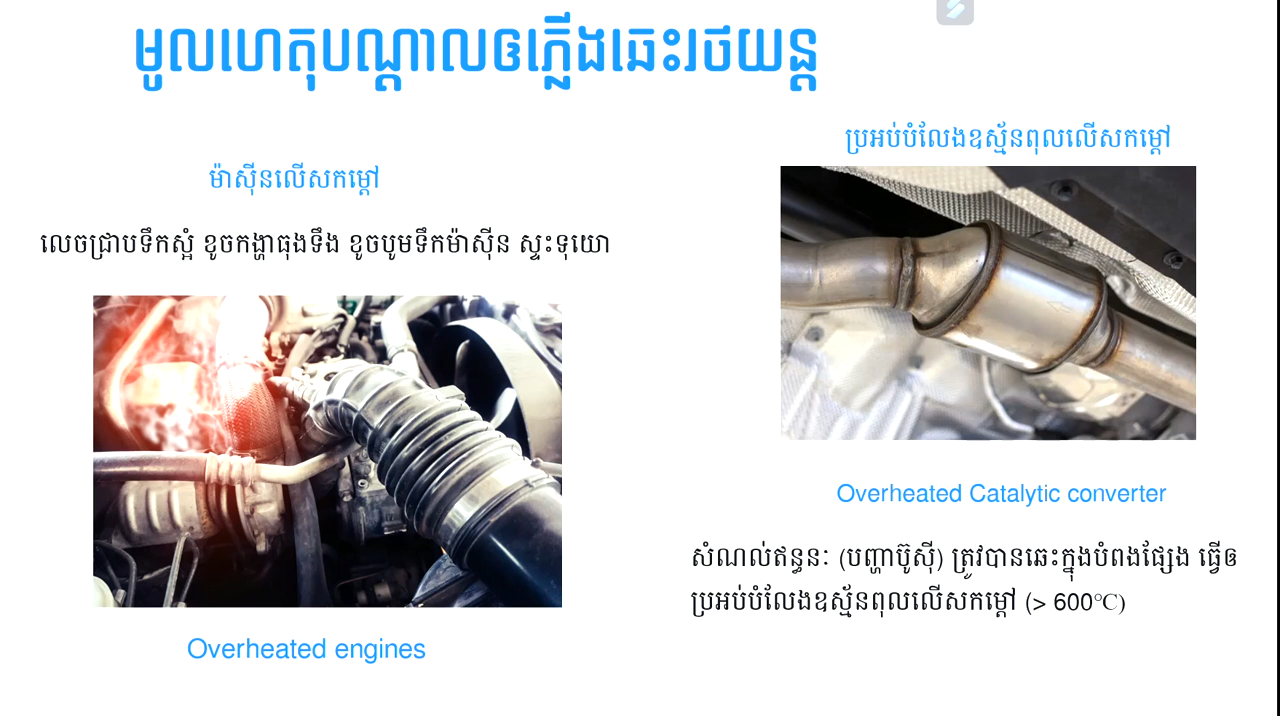 មូលហេតុបណ្តាលឲភ្លើងឆេះរថយន្ត
ម៉ាស៊ីនលើសកម្តៅ
លេចជ្រាបទឹកស្អំ ខូចកង្ហាធុងទឹង ខូចបូមទឹកម៉ាស៊ីន ស្ទះទុយោ
Overheated engines
ប្រអប់បំលែងឧស្ម័នពុលលើសកម្តៅ
Overheated Catalytic converter
សំណល់ឥន្ធនៈ (បញ្ហាប៊ូស៊ី) ត្រូវបានឆេះក្នុងបំពងផ្សែង ធ្វើឲ
ប្រអប់បំលែងឧស្ម័នពុលលើសកម្តៅ (> 600℃)